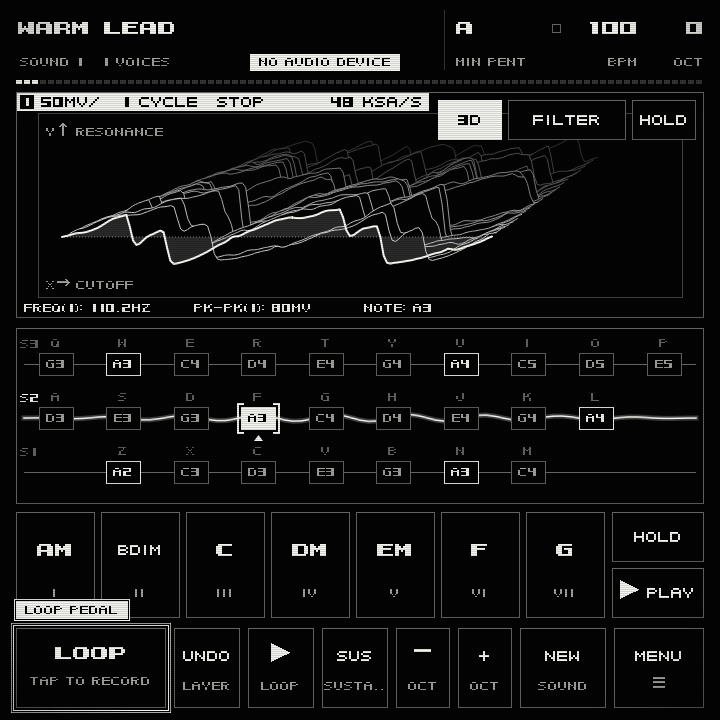 WARM LEAD A 100 0
SOUND 1 1 VOICES NO AUDIO DEVICE MIN PENT BPM OCT
1 50MV/ 1 CYCLE STOP 48 KSA/S
3D FILTER HOLD
Y↑ RESONANCE
X→ CUTOFF
FREQ(1): 110.2HZ PK-PK(1): 80MV NOTE: A3
S3 Q W E R T Y U I O P
G3 A3 C4 D4 E4 G4 A4 C5 D5 E5
S2 A S D F G H J K L
D3 E3 G3 A3 C4 D4 E4 G4 A4
S1 Z X C V B N M
A2 C3 D3 E3 G3 A3 C4
AM BDIM C DM EM F G HOLD
I II III IV V VI VII PLAY
LOOP PEDAL
LOOP UNDO SUS − + NEW MENU
TAP TO RECORD LAYER LOOP SUSTA.. OCT OCT SOUND